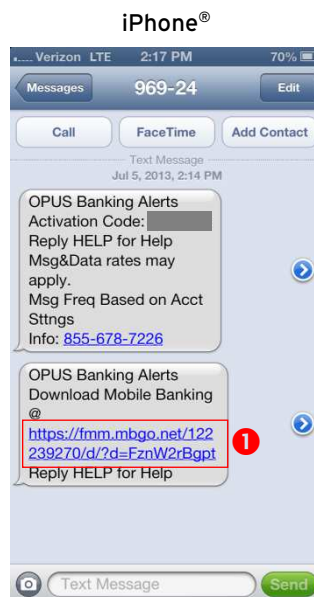 iPhone®
Verizon LTE 2:17 PM 70%
Messages 969-24 Edit
Call FaceTime Add Contact
Text Message
Jul 5, 2013, 2:14 PM
OPUS Banking Alerts
Activation Code:
Reply HELP for Help
Msg&Data rates may
apply.
Msg Freq Based on Acct
Sttngs
Info: 855-678-7226
OPUS Banking Alerts
Download Mobile Banking
@
https://fmm.mbgo.net/122
239270/d/?d=FznW2rBgpt
1
Reply HELP for Help
Text Message Send